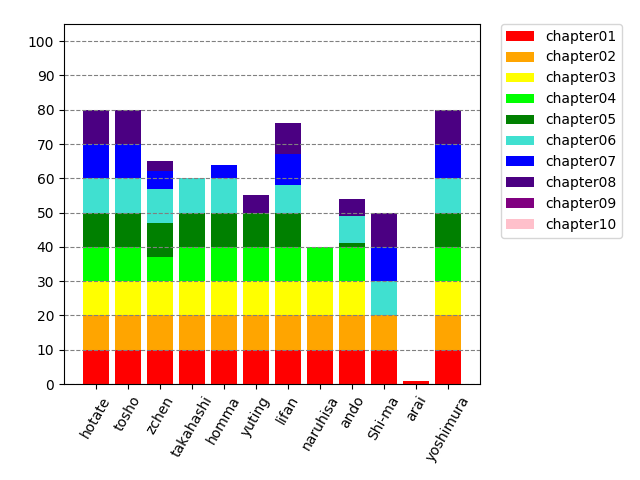 100
90
80
70
60
50
40
30
20
10
0
hotate
tosho
zchen
takahashi
homma
yuting
lifan
naruhisa
ando
Shi-ma
arai
yoshimura
chapter01
chapter02
chapter03
chapter04
chapter05
chapter06
chapter07
chapter08
chapter09
chapter10